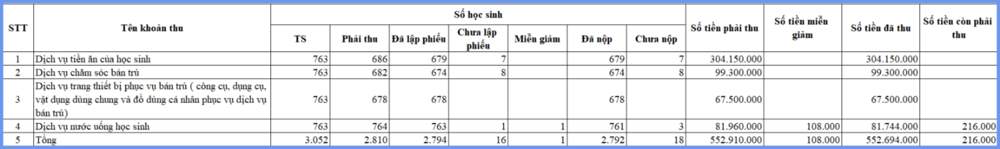 STT Tên khoản thu Số học sinh Số tiền phải thu Số tiền miễn giảm Số tiền đã thu Số tiền còn phải thu
TS Phải thu Đã lập phiếu Chưa lập phiếu Miễn giảm Đã nộp Chưa nộp
1 Dịch vụ tiền ăn của học sinh 763 686 679 7 679 7 304.150.000 304.150.000
2 Dịch vụ chăm sóc bán trú 763 682 674 8 674 8 99.300.000 99.300.000
3 Dịch vụ trang thiết bị phục vụ bán trú ( công cụ, dụng cụ,
vật dụng dùng chung và đồ dùng cá nhân phục vụ dịch vụ
bán trú) 763 678 678 678 67.500.000 67.500.000
4 Dịch vụ nước uống học sinh 763 764 763 1 1 761 3 81.960.000 108.000 81.744.000 216.000
5 Tổng 3.052 2.810 2.794 16 1 2.792 18 552.910.000 108.000 552.694.000 216.000